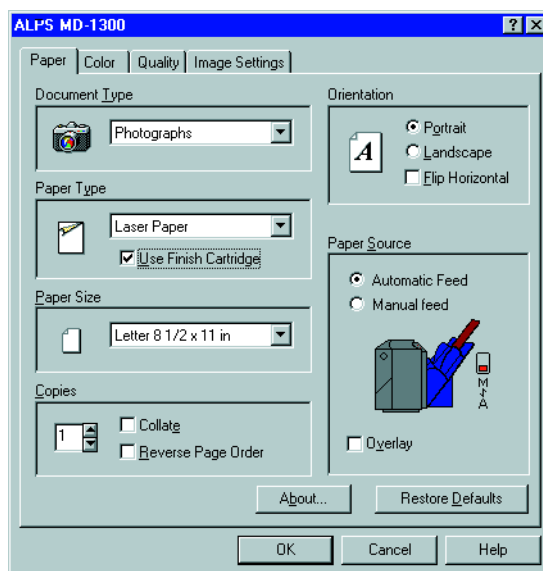 ALPS MD-1300
Paper
Color
Quality
Image Settings
Document Type
Photographs
Paper Type
Laser Paper
Use Finish Cartridge
Paper Size
Letter 8 1/2 x 11 in
Copies
1
Collate
Reverse Page Order
Orientation
A
Portrait
Landscape
Flip Horizontal
Paper Source
Automatic Feed
Manual feed
M
A
Overlay
About...
Restore Defaults
OK
Cancel
Help